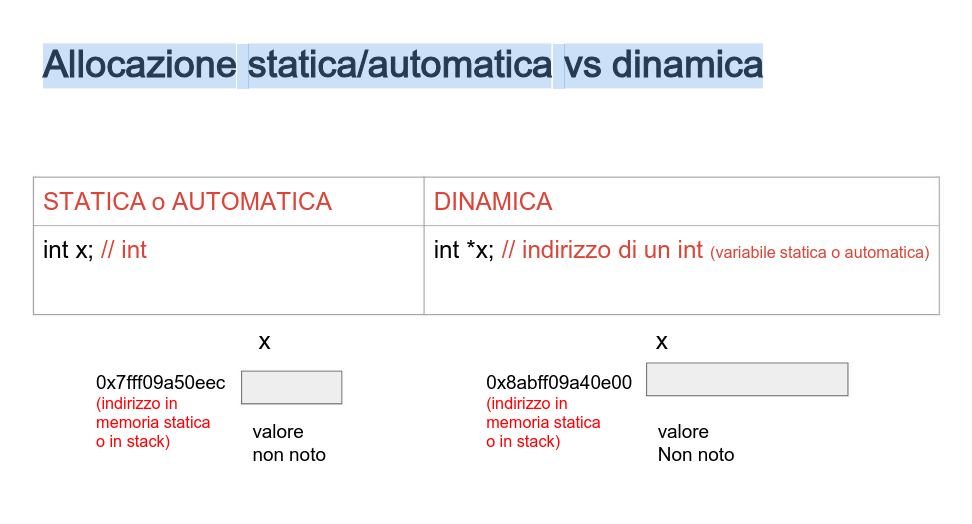 Allocazione statica/automatica vs dinamica
STATICA o AUTOMATICA
DINAMICA
int x; // int
int *x; // indirizzo di un int (variabile statica o automatica)
x
0x7fff09a50eec
(indirizzo in
memoria statica
o in stack)
valore
non noto
x
0x8abff09a40e00
(indirizzo in
memoria statica
o in stack)
valore
Non noto